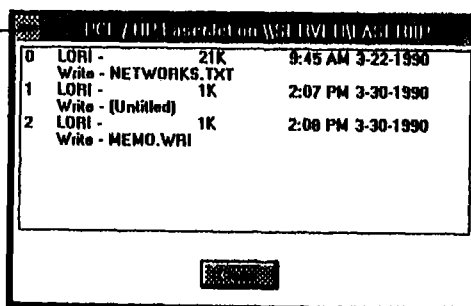 PCL / HP LaserJet on \\SERVER\LASERHP
0 LORI - 21K 9:45 AM 3-22-1990
Write - NETWORKS.TXT
1 LORI - 1K 2:07 PM 3-30-1990
Write - (Untitled)
2 LORI - 1K 2:08 PM 3-30-1990
Write - MEMO.WRI